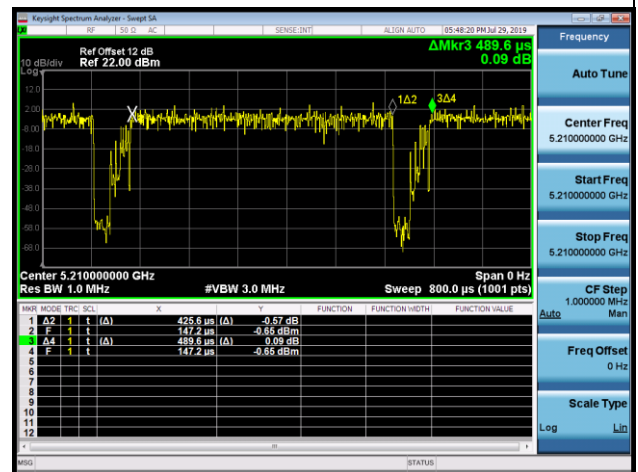 Keysight Spectrum Analyzer - Swept SA
RF 50 Ω AC SENSE:INT ALIGN AUTO 05:48:20 PM Jul 29, 2019
Frequency
ΔMkr3 489.6 µs
0.09 dB
Ref Offset 12 dB
Ref 22.00 dBm
10 dB/div
Log
12.0
2.00
-8.00
-18.0
-28.0
-38.0
-48.0
-58.0
-68.0
1Δ2
3Δ4
X
Center 5.210000000 GHz Span 0 Hz
Res BW 1.0 MHz #VBW 3.0 MHz Sweep 800.0 µs (1001 pts)
MKR MODE TRC SCL X Y FUNCTION FUNCTION WIDTH FUNCTION VALUE
1 Δ2 1 t (Δ) 425.6 µs (Δ) -0.57 dB
2 F 1 t 147.2 µs -0.65 dBm
3 Δ4 1 t (Δ) 489.6 µs (Δ) 0.09 dB
4 F 1 t 147.2 µs -0.65 dBm
5
6
7
8
9
10
11
12
MSG STATUS
Auto Tune
Center Freq
5.210000000 GHz
Start Freq
5.210000000 GHz
Stop Freq
5.210000000 GHz
CF Step
1.000000 MHz
Auto Man
Freq Offset
0 Hz
Scale Type
Log Lin